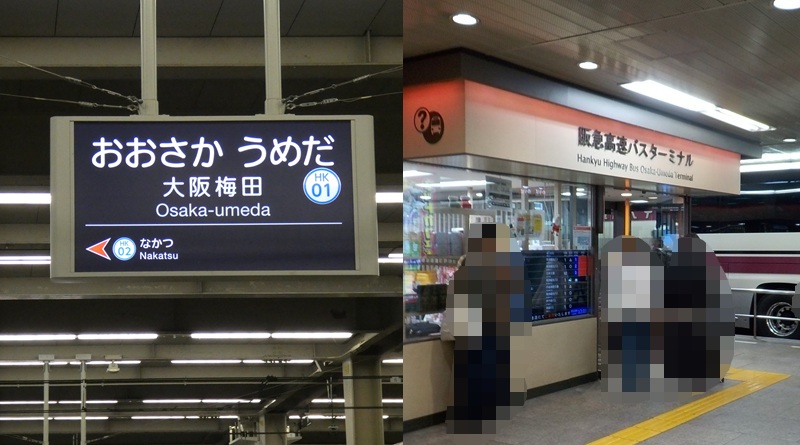 おおさか うめだ
大阪梅田
HK
01
Osaka-umeda
HK
02
なかつ
Nakatsu
?
阪急高速バスターミナル
Hankyu Highway Bus Osaka-Umeda Terminal